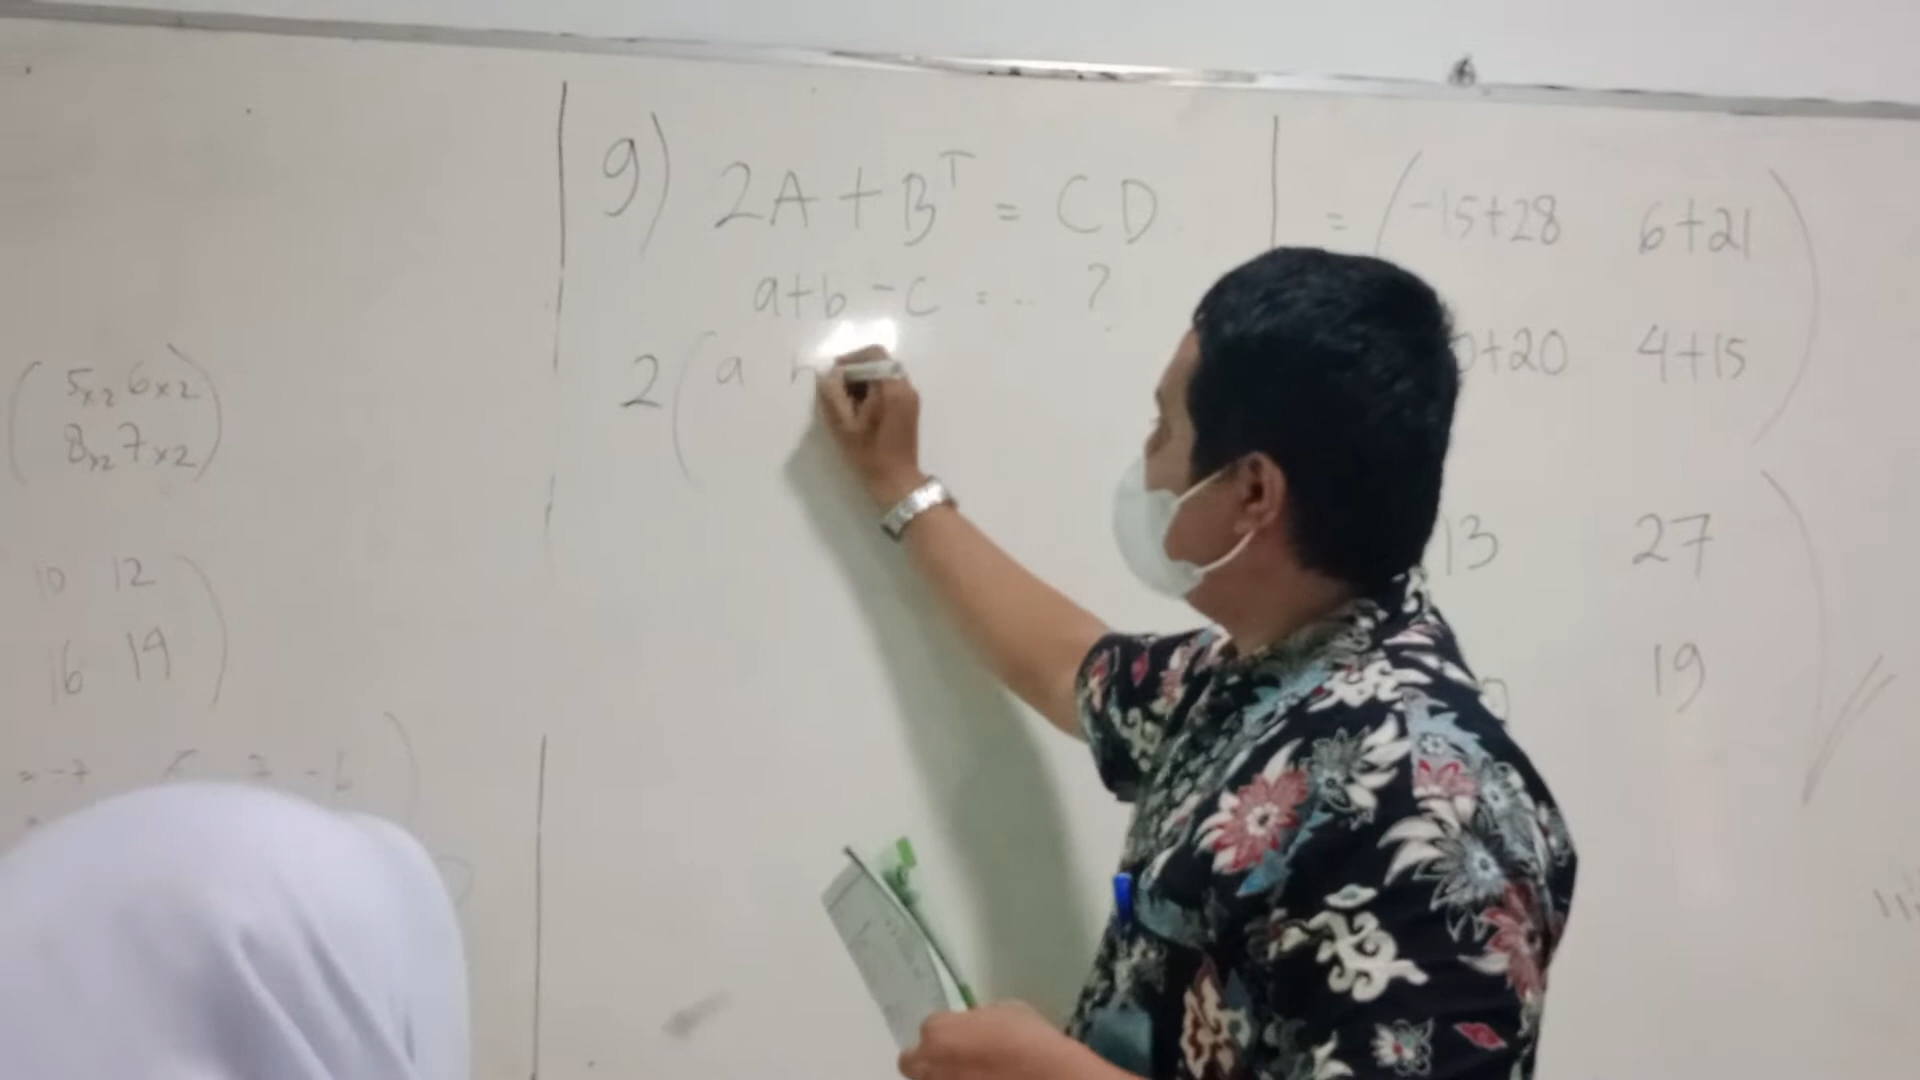 5x2 6x2
8x2 7x2
10 12
16 14
9) 2A + Bᵀ = CD
a+b-c = .. ?
2 ( a
= ( -15+28 6+21 )
0+20 4+15
13 27
19